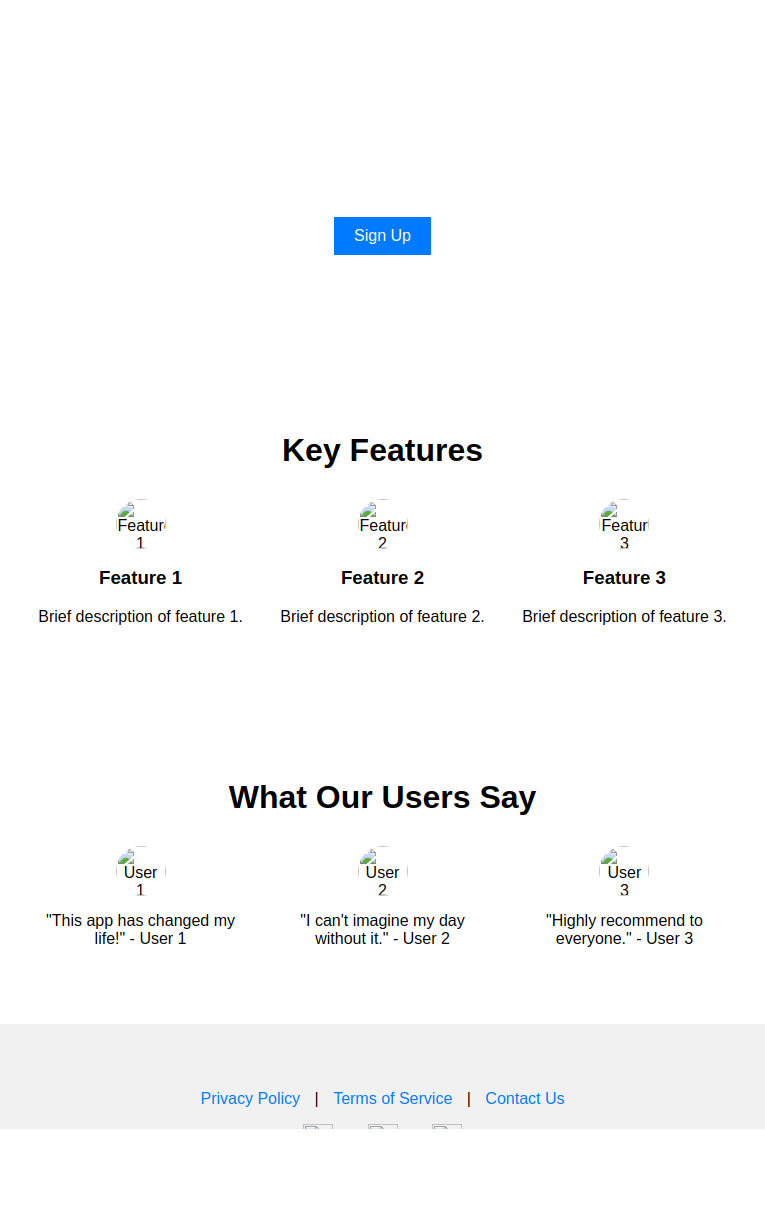 Sign Up
Key Features
Feature 1
Feature 2
Feature 3
Feature 1
Feature 2
Feature 3
Brief description of feature 1.
Brief description of feature 2.
Brief description of feature 3.
What Our Users Say
User 1
User 2
User 3
"This app has changed my
life!" - User 1
"I can't imagine my day
without it." - User 2
"Highly recommend to
everyone." - User 3
Privacy Policy | Terms of Service | Contact Us